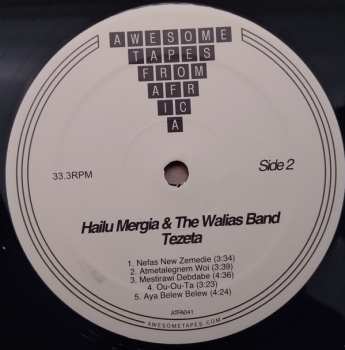 AWESOME
TAPES
FROM
AFR
IC
A
33.3RPM
Side 2
Hailu Mergia & The Walias Band
Tezeta
1. Nefas New Zemedie (3:34)
2. Atmetalegnem Woi (3:39)
3. Mestirawi Debdabe (4:36)
4. Ou-Ou-Ta (3:23)
5. Aya Belew Belew (4:24)
ATFA041
AWESOMETAPES.COM